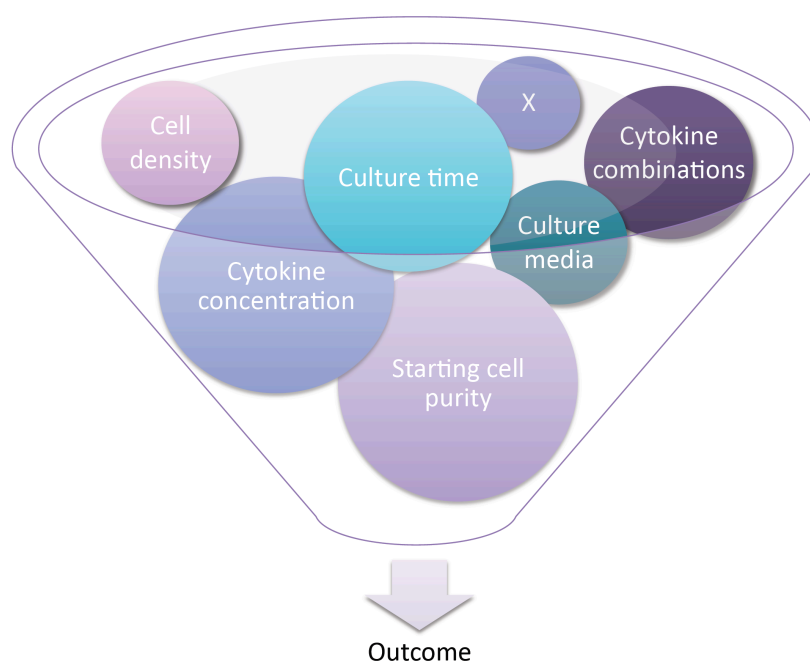 X
Cell
density
Cytokine
combinations
Culture time
Culture
media
Cytokine
concentration
Starting cell
purity
Outcome